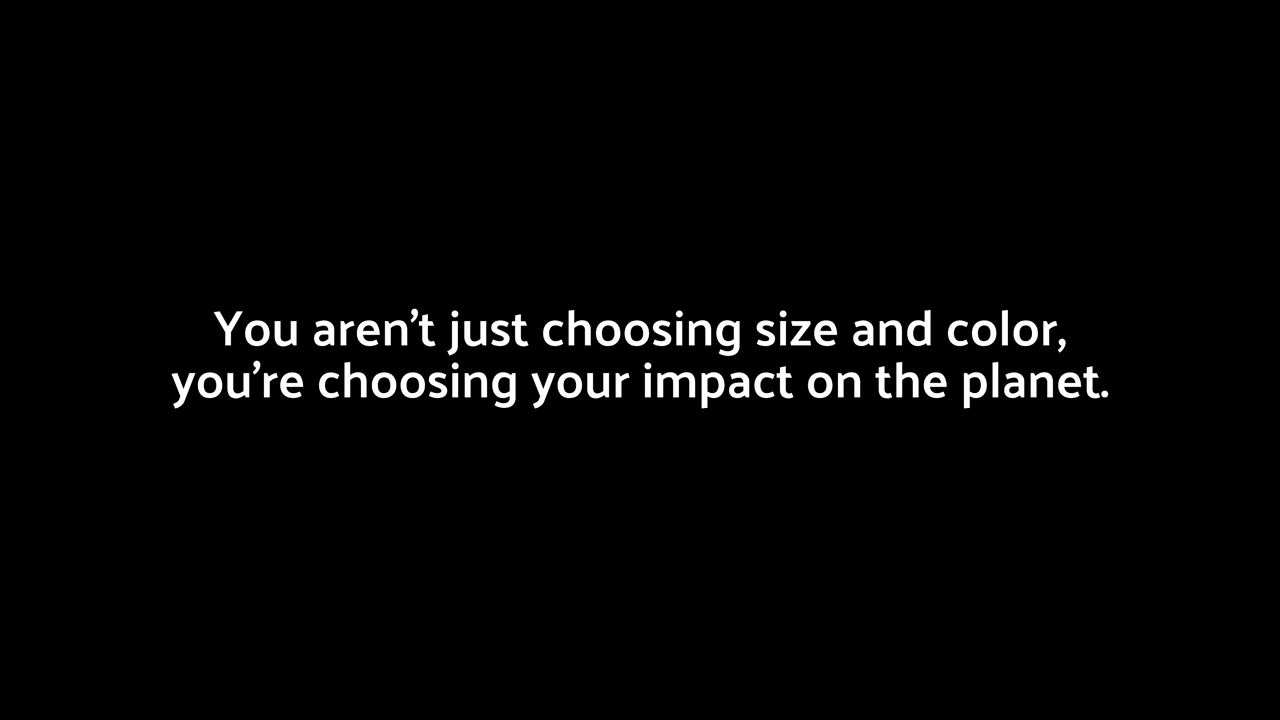 You aren’t just choosing size and color,
you’re choosing your impact on the planet.